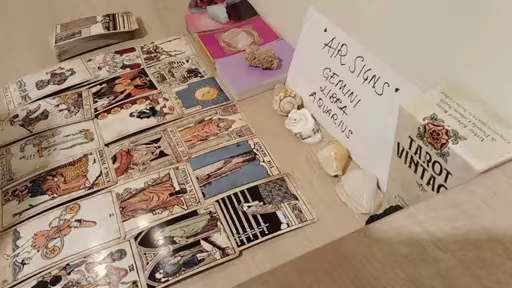 "AIR SIGNS"
GEMINI
LIBRA
AQUARIUS
TAROT
VINTAG